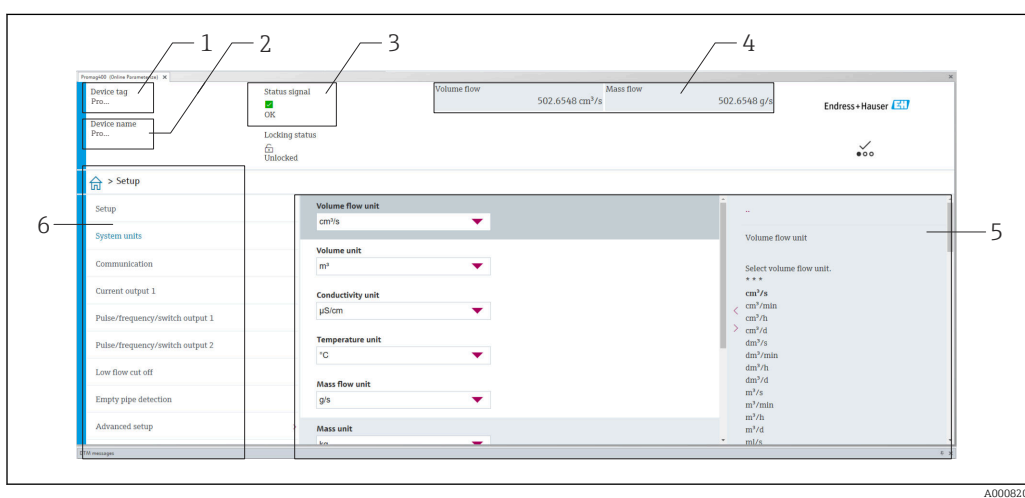 1 2 3 4
Promag400 (Online Parameterize) ×
Device tag
Pro...
Status signal
OK
Volume flow
502.6548 cm³/s
Mass flow
502.6548 g/s
Endress+Hauser EH
Device name
Pro...
Locking status
Unlocked
> Setup
6
5
Setup
System units
Communication
Current output 1
Pulse/frequency/switch output 1
Pulse/frequency/switch output 2
Low flow cut off
Empty pipe detection
Advanced setup
Volume flow unit
cm³/s
Volume unit
m³
Conductivity unit
µS/cm
Temperature unit
°C
Mass flow unit
g/s
Mass unit
kg
..
Volume flow unit
Select volume flow unit.
* * *
cm³/s
cm³/min
cm³/h
cm³/d
dm³/s
dm³/min
dm³/h
dm³/d
m³/s
m³/min
m³/h
m³/d
ml/s
DTM messages
A000820